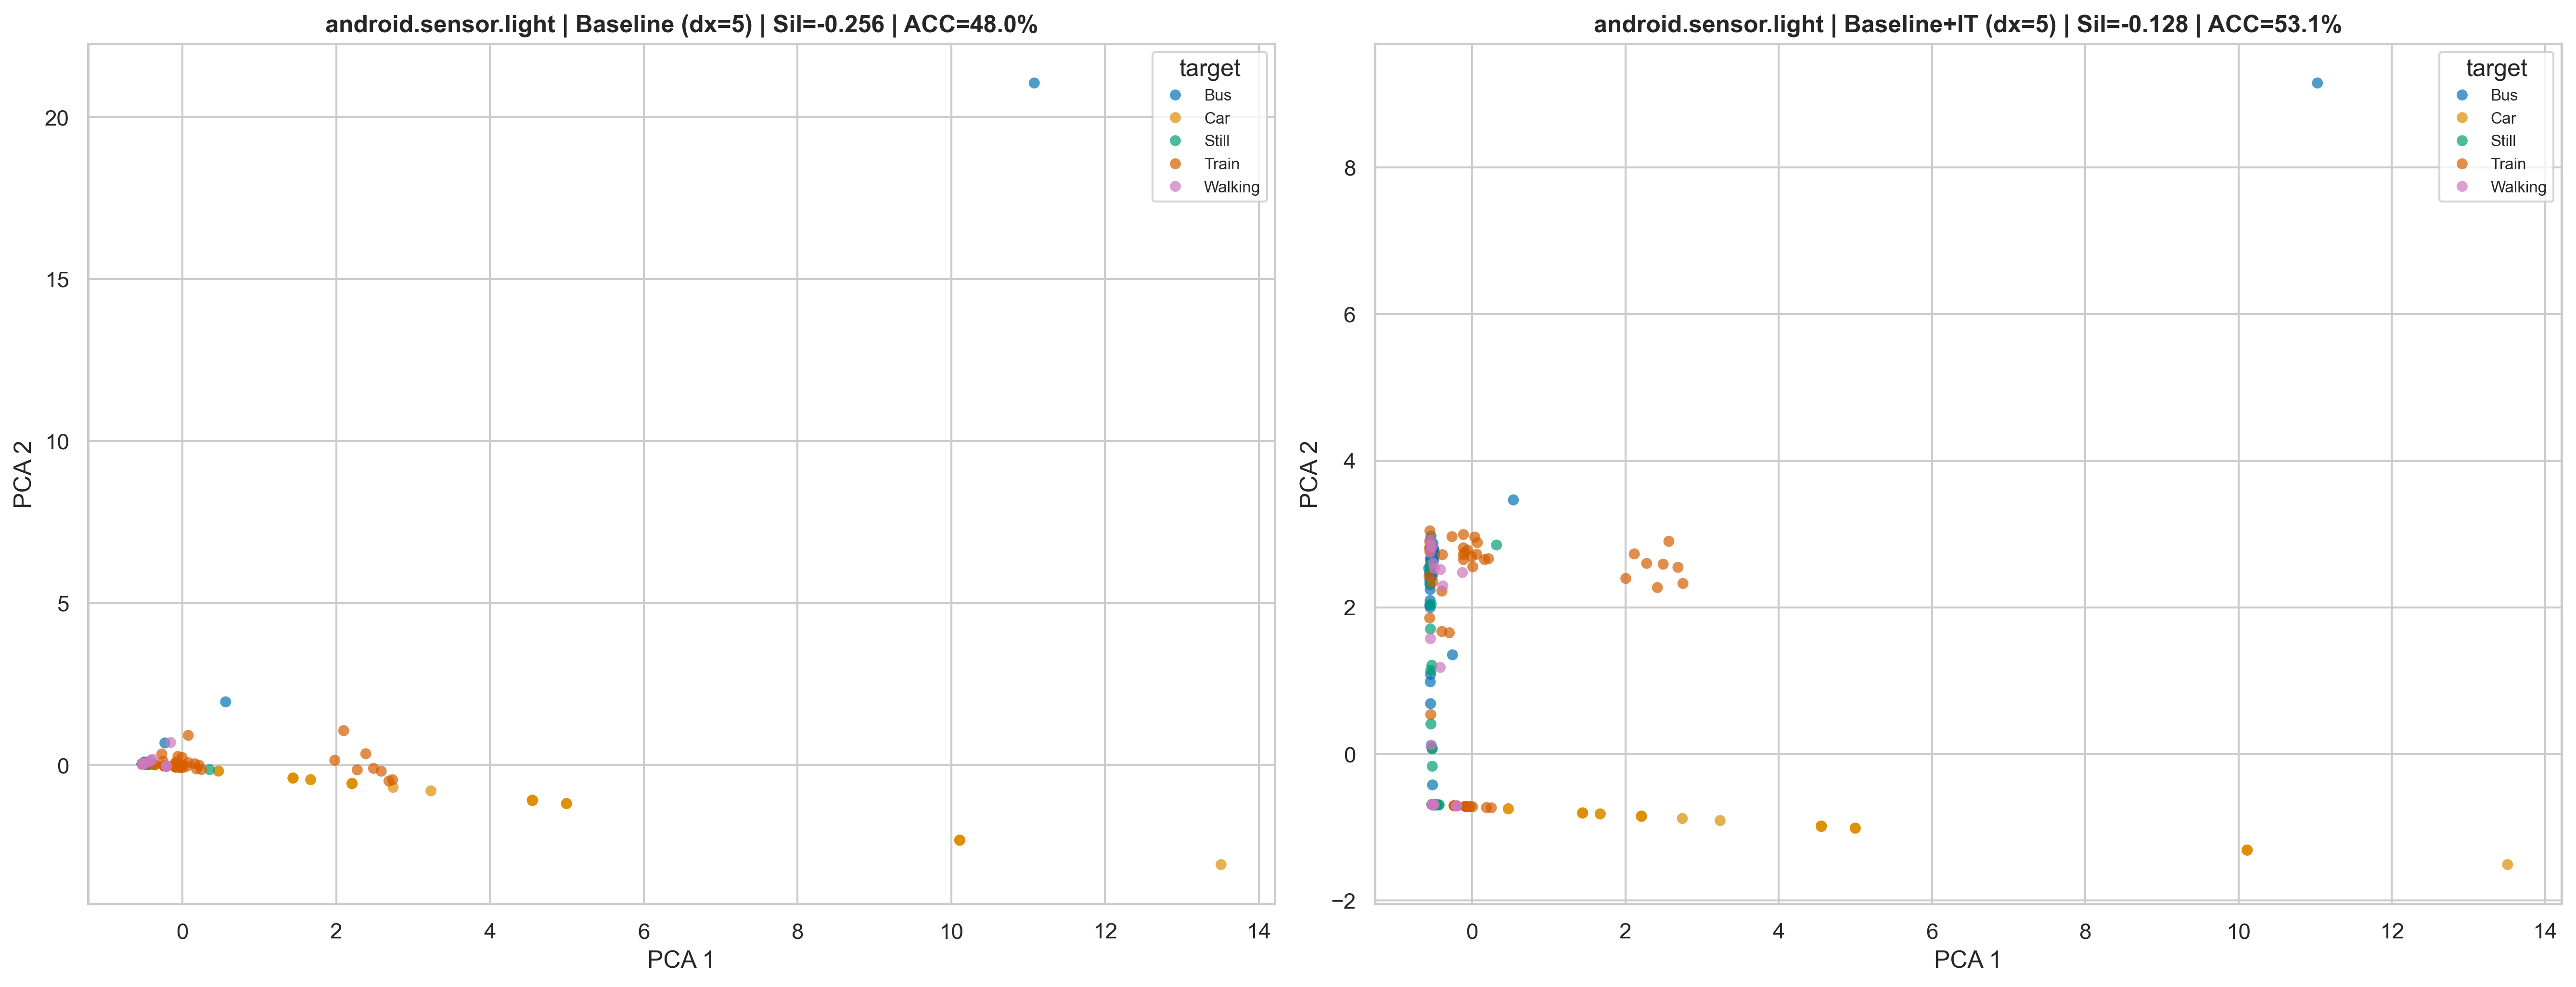 android.sensor.light | Baseline (dx=5) | Sil=-0.256 | ACC=48.0%
target
Bus
Car
Still
Train
Walking
20
15
10
5
0
PCA 2
0
2
4
6
8
10
12
14
PCA 1
android.sensor.light | Baseline+IT (dx=5) | Sil=-0.128 | ACC=53.1%
target
Bus
Car
Still
Train
Walking
8
6
4
2
0
−2
PCA 2
0
2
4
6
8
10
12
14
PCA 1